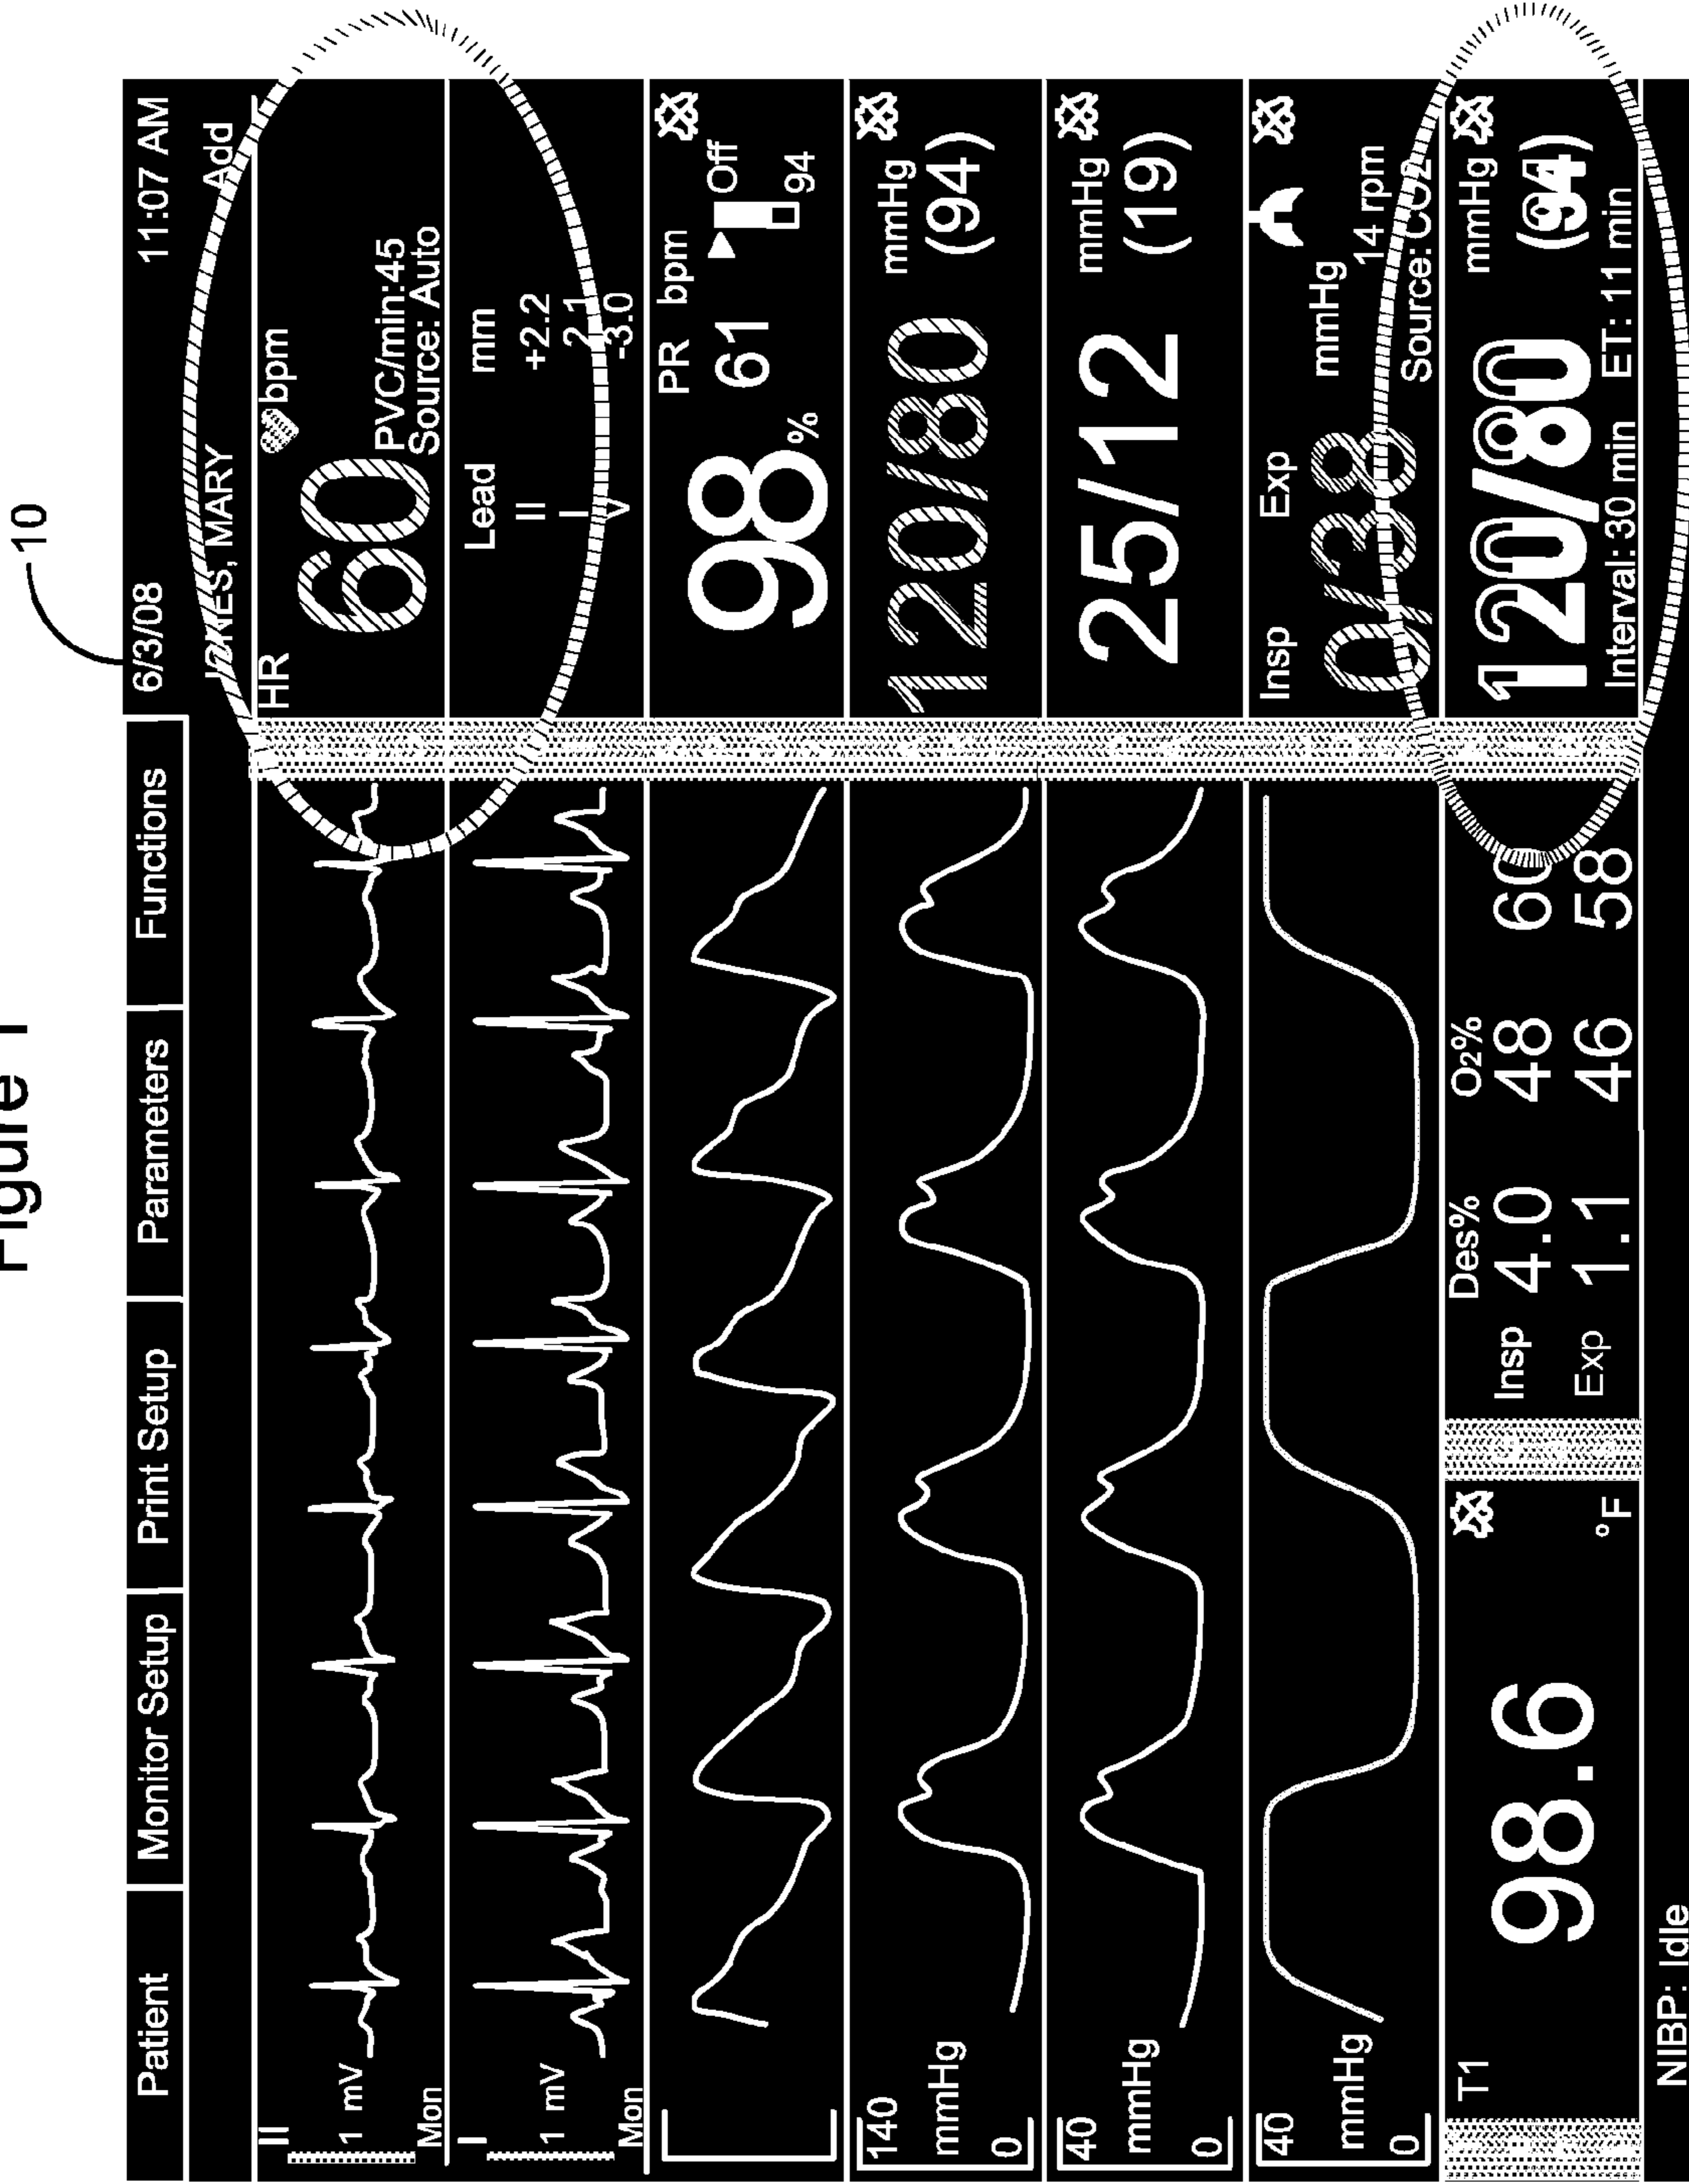 Figure 1
10
Patient Monitor Setup Print Setup Parameters Functions 6/3/08 11:07 AM
JONES, MARY Add
II
1 mV
Mon
HR 60 bpm
PVC/min:45
Source: Auto
I
1 mV
Mon
Lead mm
II +2.2
I 2.1
V -3.0
PR bpm
98 % 61 Off
94
140
mmHg
0
120/80 mmHg
(94)
40
mmHg
0
25/12 mmHg
(19)
40
mmHg
0
Insp Exp
0/38 mmHg
14 rpm
Source: CO2
T1 98.6 °F
Des% O2%
Insp 4.0 48 60
Exp 1.1 46 58
120/80 mmHg
(94)
Interval: 30 min ET: 11 min
NIBP: Idle